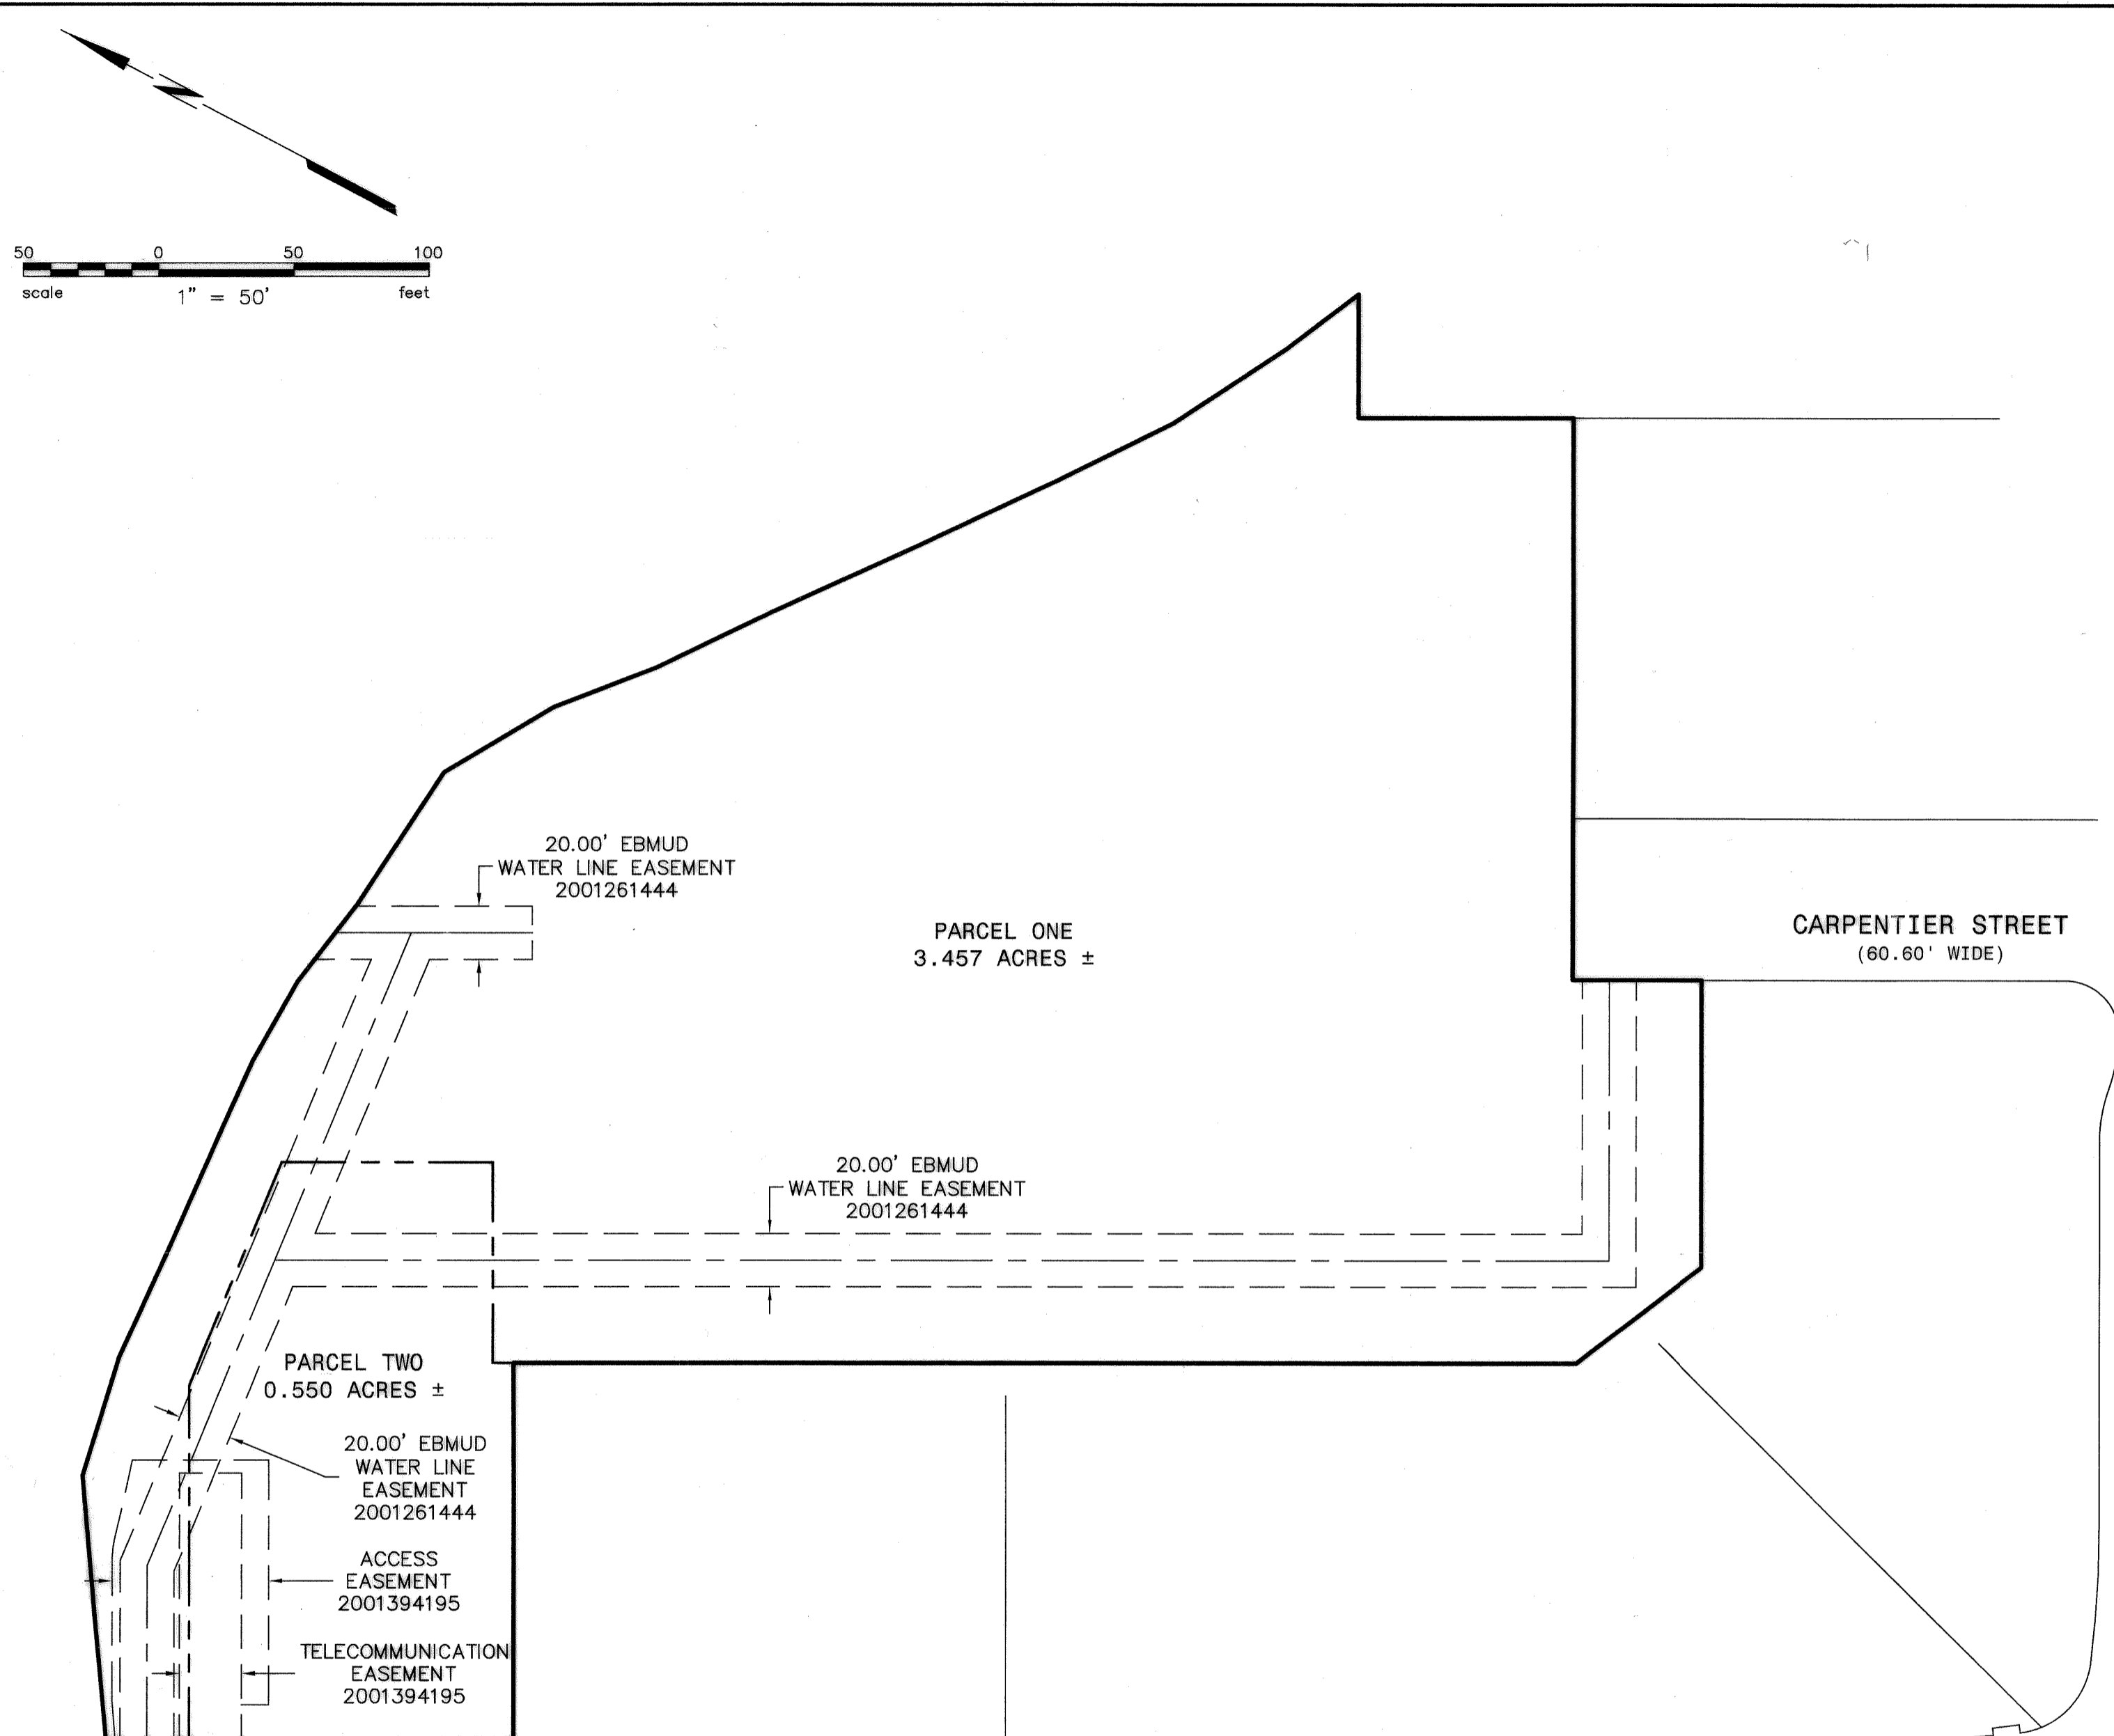 N
50 0 50 100
scale 1" = 50' feet
20.00' EBMUD
WATER LINE EASEMENT
2001261444
PARCEL ONE
3.457 ACRES ±
CARPENTIER STREET
(60.60' WIDE)
20.00' EBMUD
WATER LINE EASEMENT
2001261444
PARCEL TWO
0.550 ACRES ±
20.00' EBMUD
WATER LINE
EASEMENT
2001261444
ACCESS
EASEMENT
2001394195
TELECOMMUNICATION
EASEMENT
2001394195